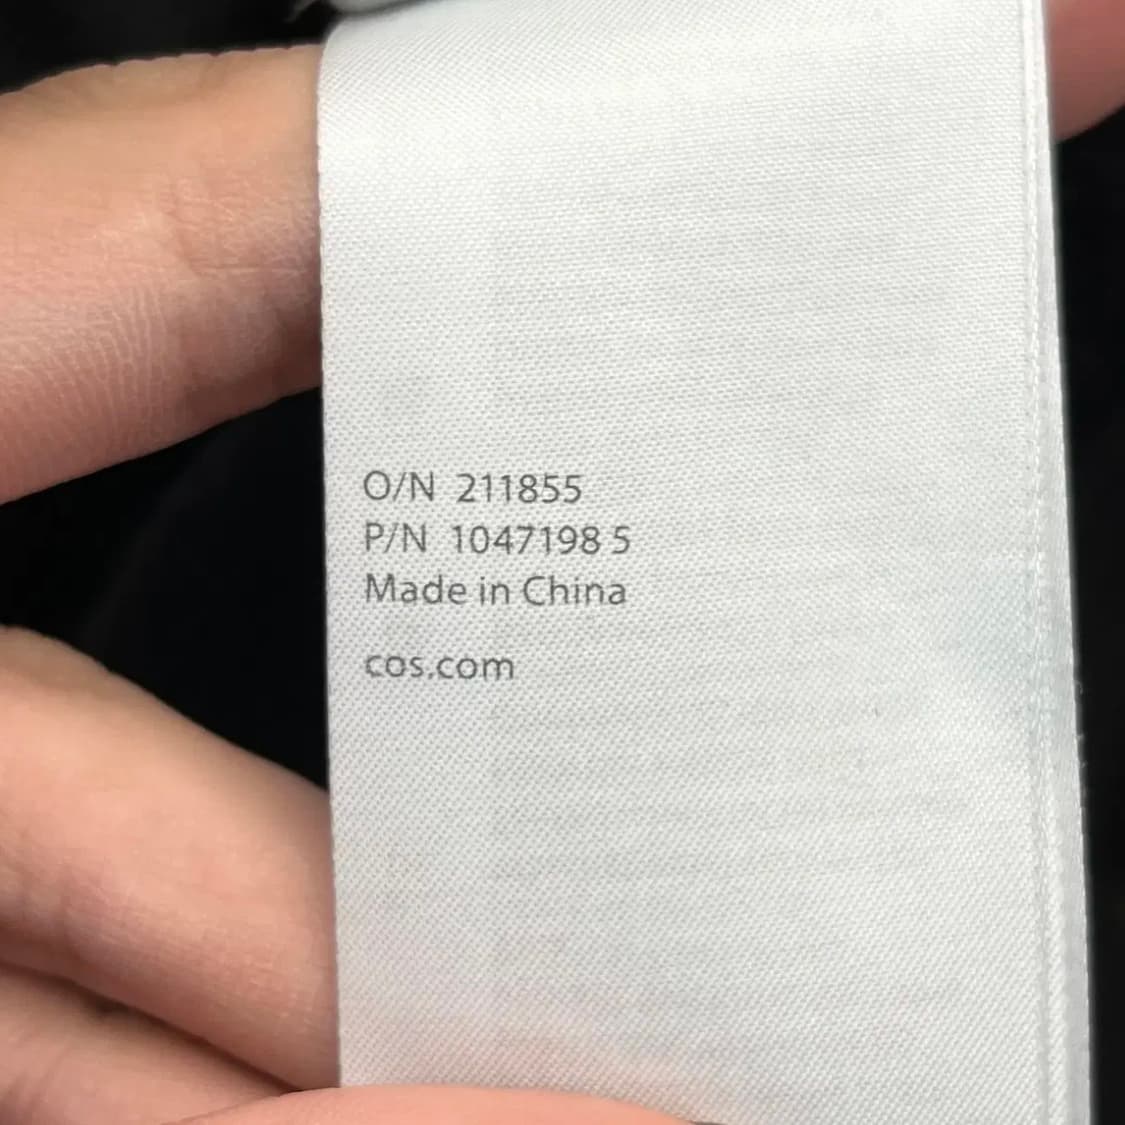 O/N 211855
P/N 1047198 5
Made in China
cos.com